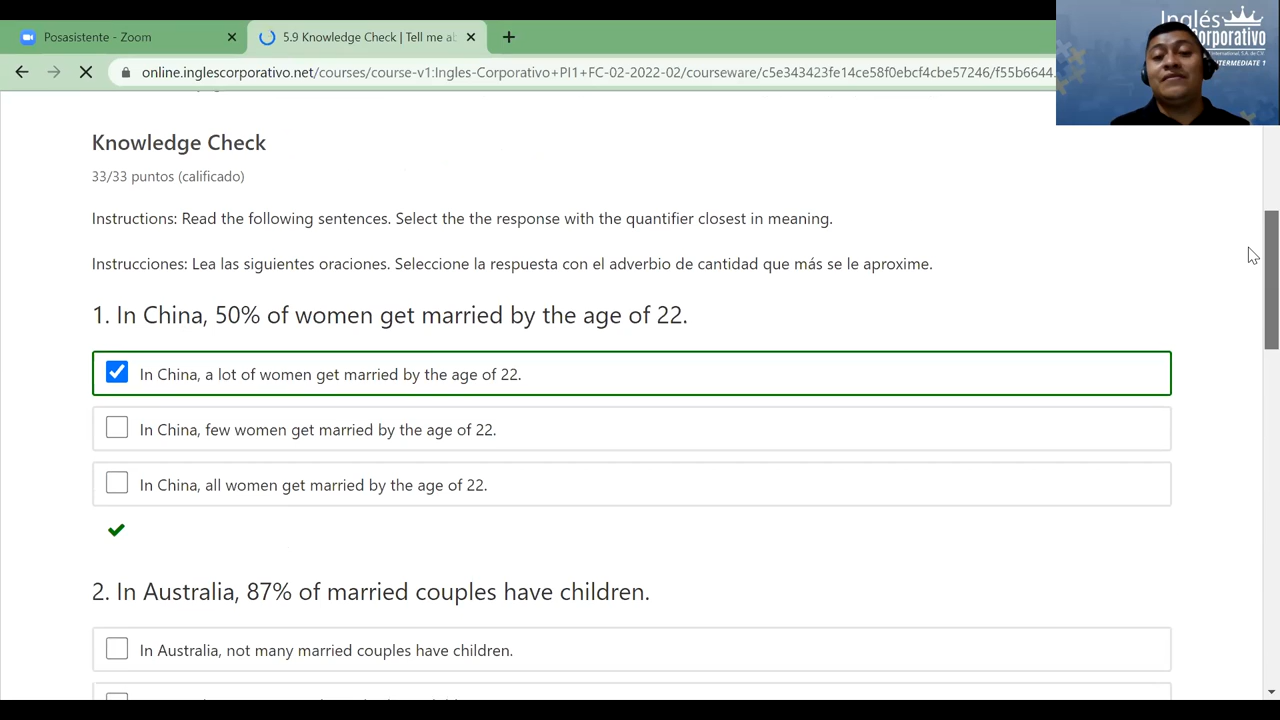 Posasistente - Zoom
5.9 Knowledge Check | Tell me ab
online.inglescorporativo.net/courses/course-v1:Ingles-Corporativo+PI1+FC-02-2022-02/courseware/c5e343423fe14ce58f0ebcf4cbe57246/f55b6644.
Inglés
Corporativo
International, S.A. de C.V.
INTERMEDIATE 1
Knowledge Check
33/33 puntos (calificado)
Instructions: Read the following sentences. Select the the response with the quantifier closest in meaning.
Instrucciones: Lea las siguientes oraciones. Seleccione la respuesta con el adverbio de cantidad que más se le aproxime.
1. In China, 50% of women get married by the age of 22.
In China, a lot of women get married by the age of 22.
In China, few women get married by the age of 22.
In China, all women get married by the age of 22.
2. In Australia, 87% of married couples have children.
In Australia, not many married couples have children.